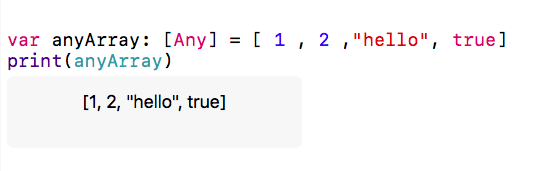 var anyArray: [Any] = [ 1 , 2 ,"hello", true]
print(anyArray)
[1, 2, "hello", true]